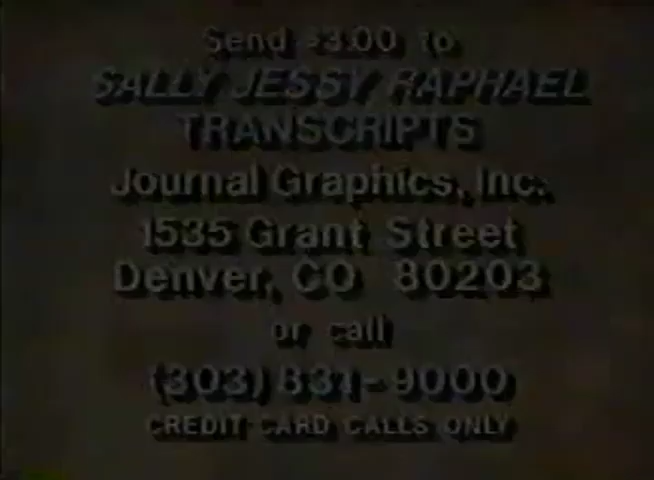 Send $3.00 to
SALLY JESSY RAPHAEL
TRANSCRIPTS
Journal Graphics, Inc.
1535 Grant Street
Denver, CO 80203
or call
(303) 831-9000
CREDIT CARD CALLS ONLY